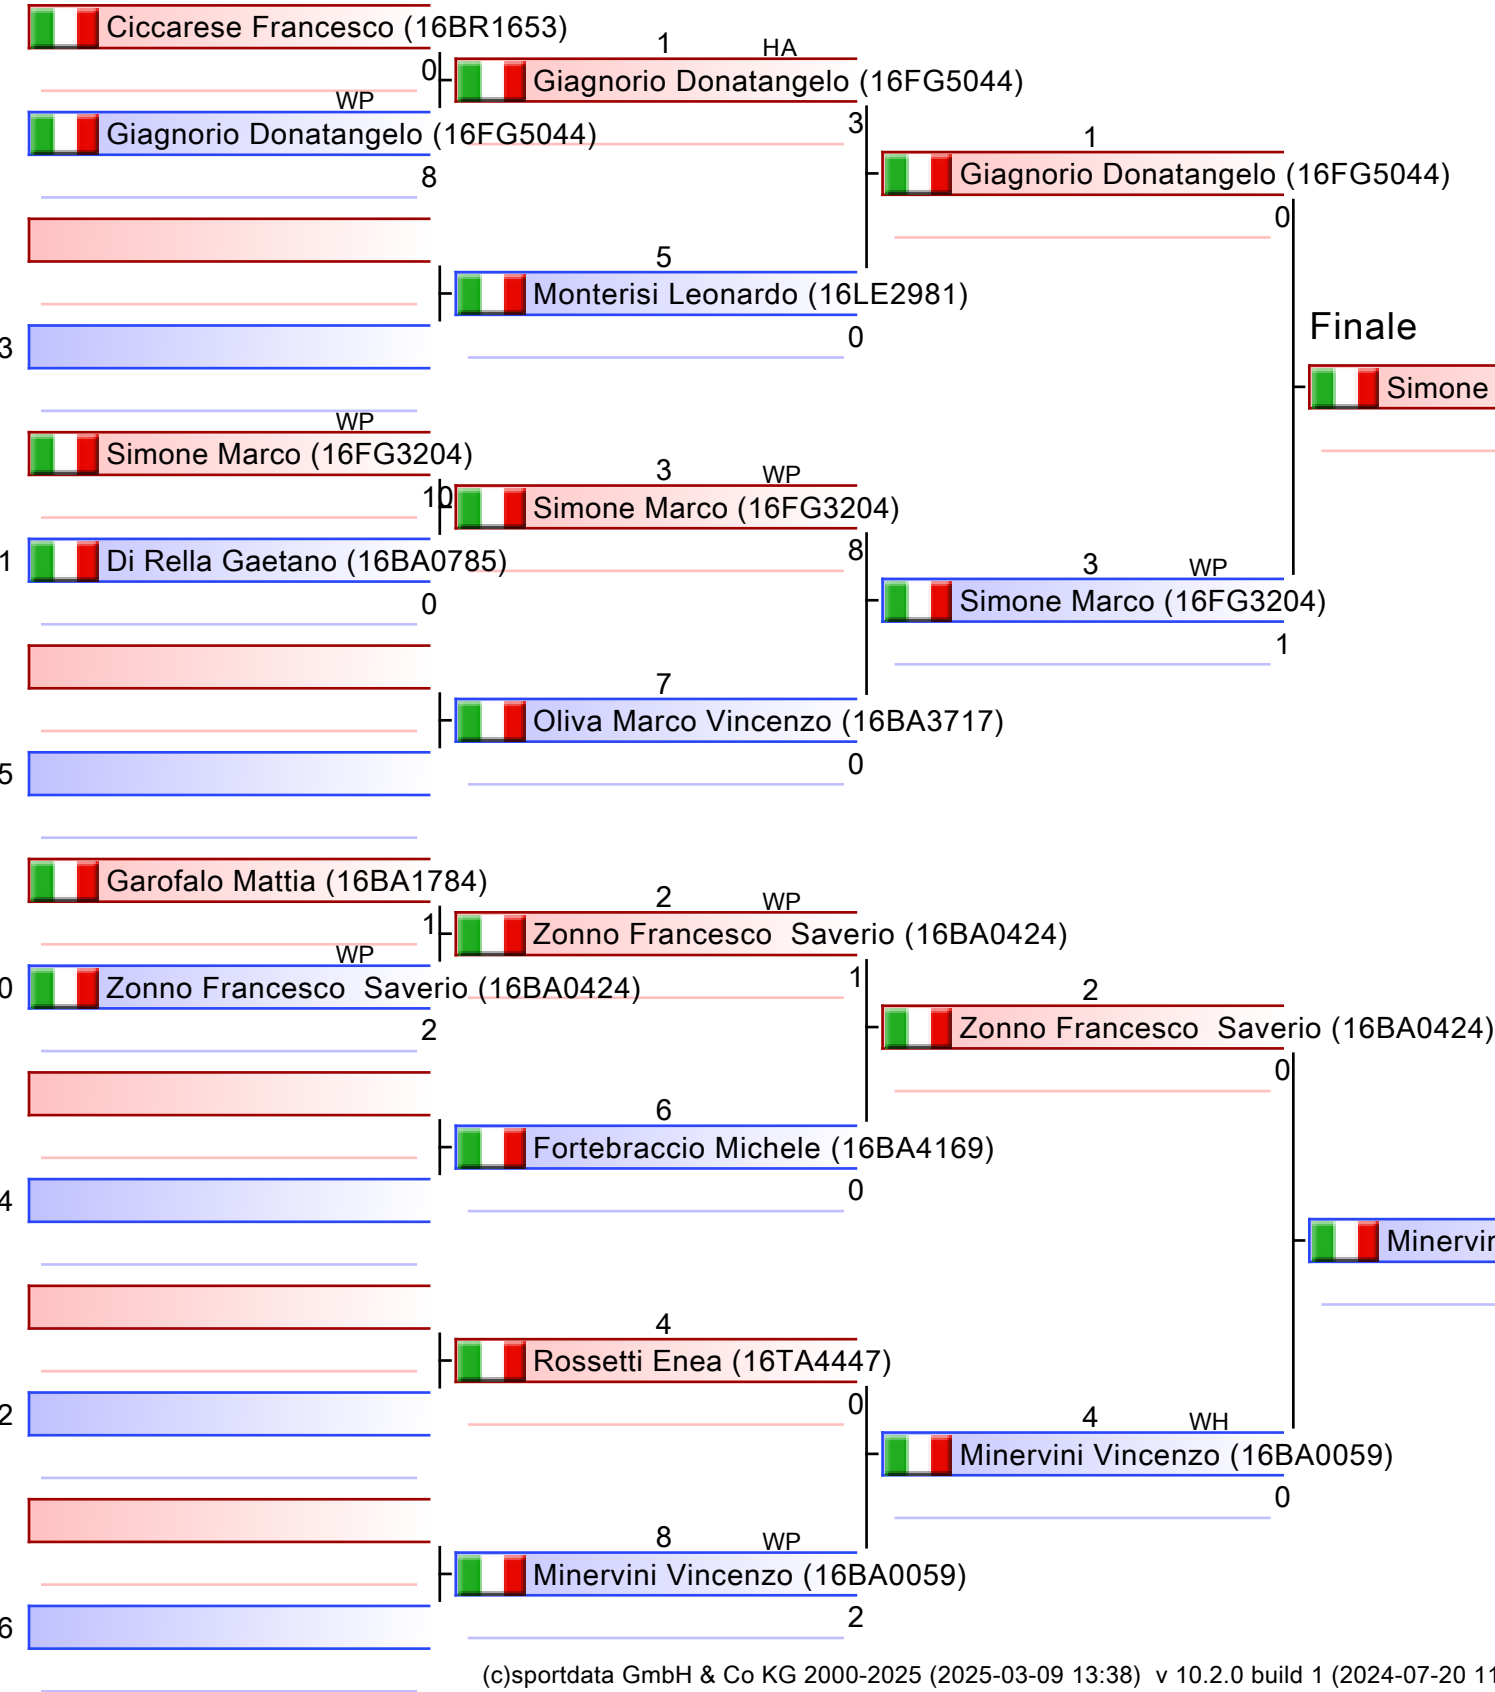 Ciccarese Francesco (16BR1653)
0
WP
Giagnorio Donatangelo (16FG5044)
8
3
WP
Simone Marco (16FG3204)
10
1
Di Rella Gaetano (16BA0785)
0
5
Garofalo Mattia (16BA1784)
1
WP
0
Zonno Francesco  Saverio (16BA0424)
2
4
2
6
1 HA
Giagnorio Donatangelo (16FG5044)
3
5
Monterisi Leonardo (16LE2981)
0
3 WP
Simone Marco (16FG3204)
8
7
Oliva Marco Vincenzo (16BA3717)
0
2 WP
Zonno Francesco  Saverio (16BA0424)
1
6
Fortebraccio Michele (16BA4169)
0
4
Rossetti Enea (16TA4447)
0
8 WP
Minervini Vincenzo (16BA0059)
2
1
Giagnorio Donatangelo (16FG5044)
0
3 WP
Simone Marco (16FG3204)
1
2
Zonno Francesco  Saverio (16BA0424)
0
4 WH
Minervini Vincenzo (16BA0059)
0
Finale
Simone
(c)sportdata GmbH & Co KG 2000-2025 (2025-03-09 13:38)  v 10.2.0 build 1 (2024-07-20 11